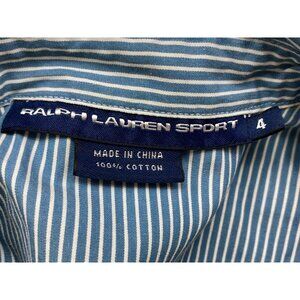 RALPH LAUREN SPORT 4
MADE IN CHINA
100% COTTON